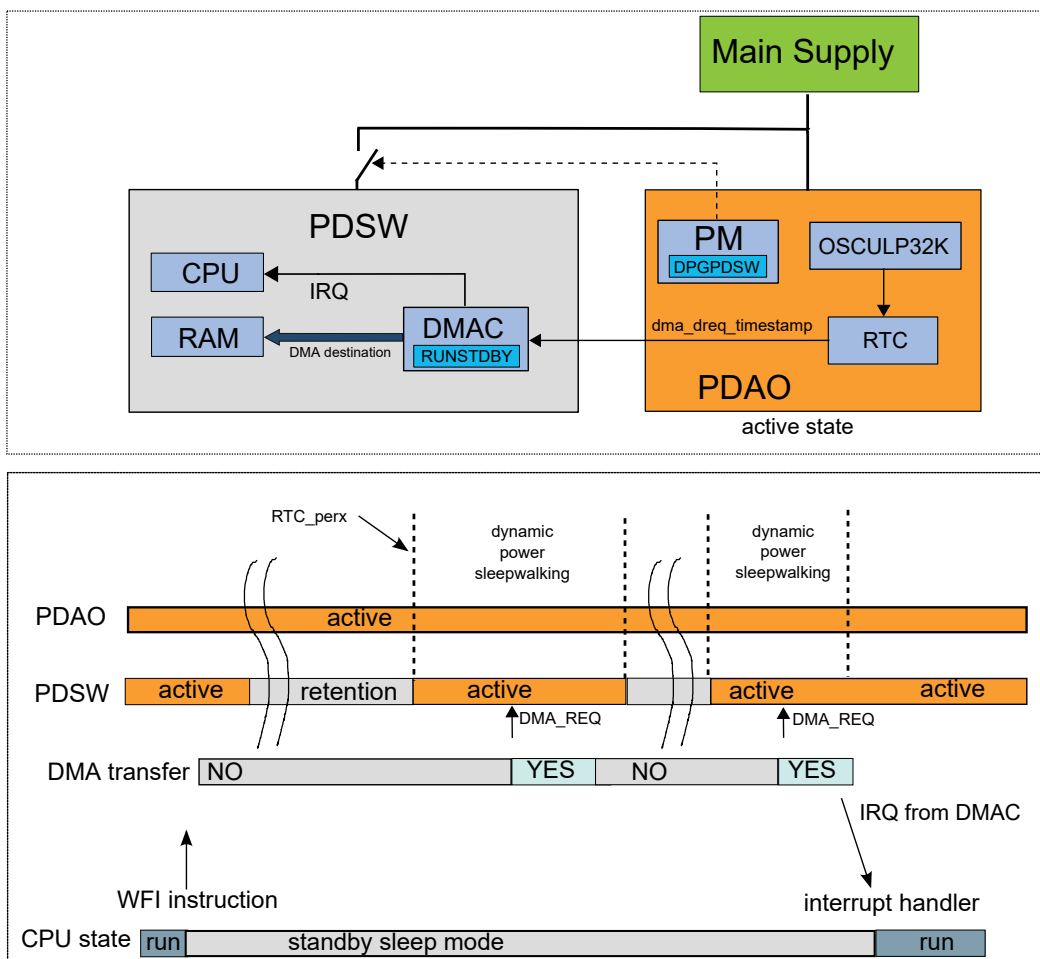 Main Supply
PDSW
PM
DPGPDSW
OSCULP32K
CPU
IRQ
RAM
DMA destination
DMAC
RUNSTDBY
dma_dreq_timestamp
RTC
PDAO
active state
RTC_perx
dynamic
power
sleepwalking
dynamic
power
sleepwalking
PDAO
active
PDSW
active
retention
active
active
active
DMA_REQ
DMA_REQ
DMA transfer
NO
YES
NO
YES
IRQ from DMAC
WFI instruction
interrupt handler
CPU state
run
standby sleep mode
run